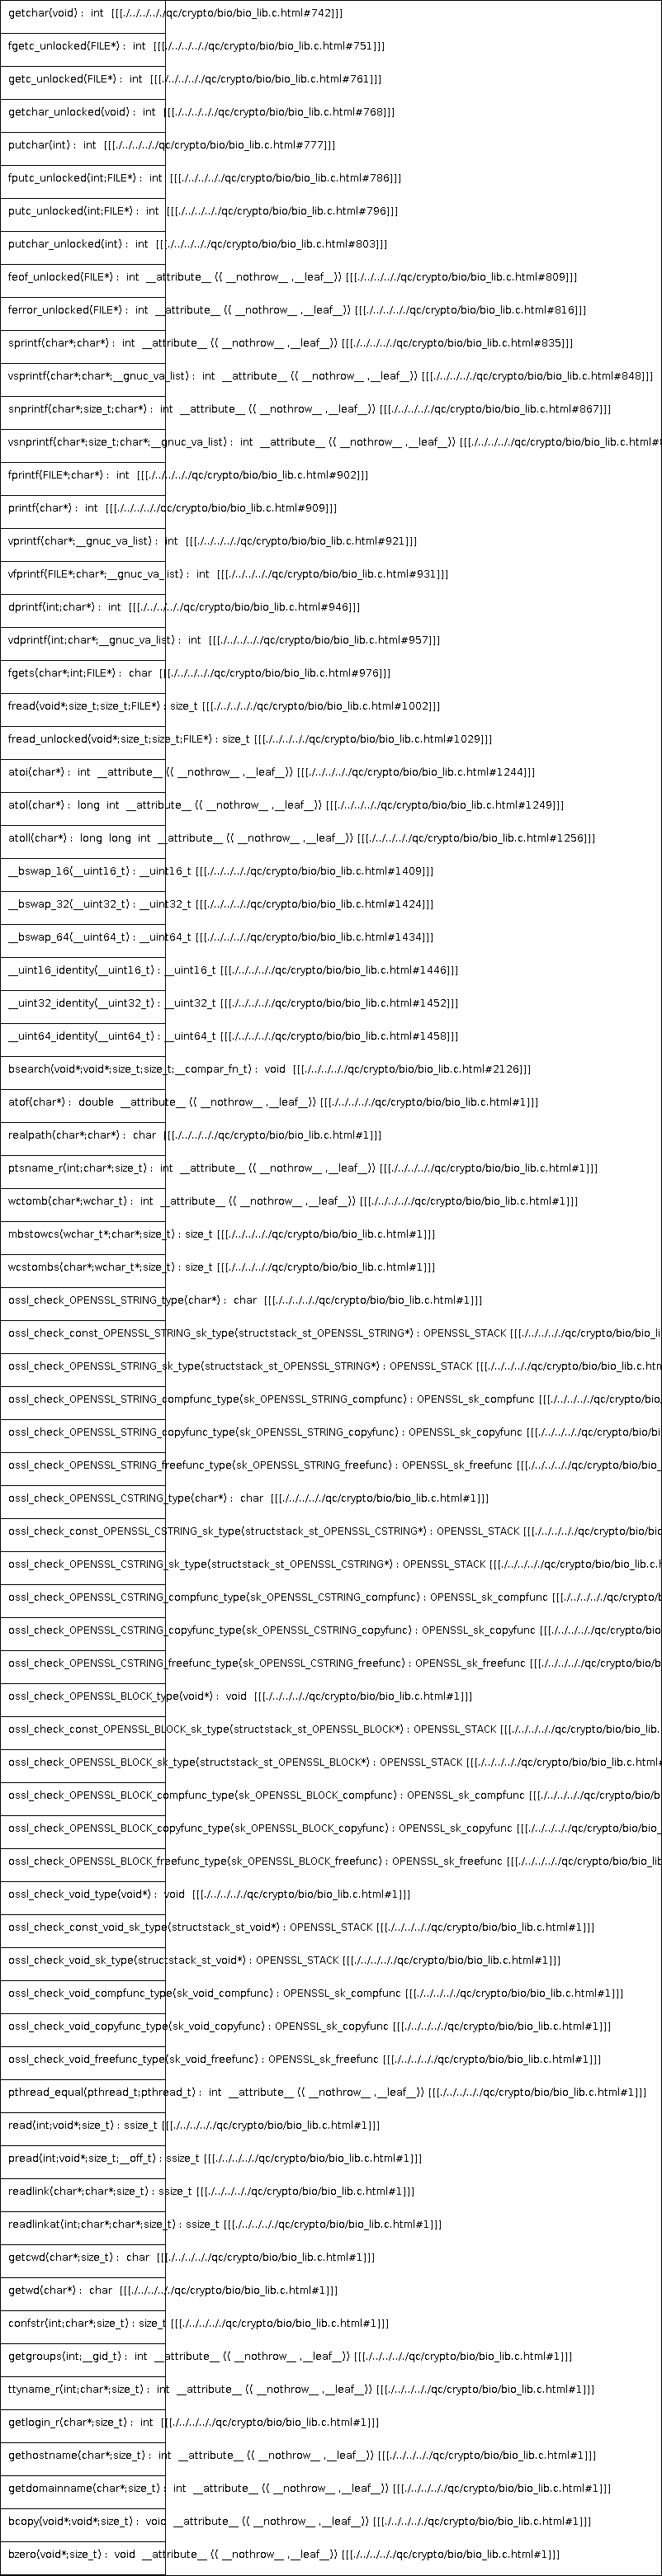 getchar(void) : int [[[./../../../qc/crypto/bio/bio_lib.c.html#742]]]
fgetc_unlocked(FILE*) : int [[[./../../../qc/crypto/bio/bio_lib.c.html#751]]]
getc_unlocked(FILE*) : int [[[./../../../qc/crypto/bio/bio_lib.c.html#761]]]
getchar_unlocked(void) : int [[[./../../../qc/crypto/bio/bio_lib.c.html#768]]]
putchar(int) : int [[[./../../../qc/crypto/bio/bio_lib.c.html#777]]]
fputc_unlocked(int;FILE*) : int [[[./../../../qc/crypto/bio/bio_lib.c.html#786]]]
putc_unlocked(int;FILE*) : int [[[./../../../qc/crypto/bio/bio_lib.c.html#796]]]
putchar_unlocked(int) : int [[[./../../../qc/crypto/bio/bio_lib.c.html#803]]]
feof_unlocked(FILE*) : int __attribute__ (( __nothrow__ ,__leaf__)) [[[./../../../qc/crypto/bio/bio_lib.c.html#809]]]
ferror_unlocked(FILE*) : int __attribute__ (( __nothrow__ ,__leaf__)) [[[./../../../qc/crypto/bio/bio_lib.c.html#816]]]
sprintf(char*;char*) : int __attribute__ (( __nothrow__ ,__leaf__)) [[[./../../../qc/crypto/bio/bio_lib.c.html#835]]]
vsprintf(char*;char*;__gnuc_va_list) : int __attribute__ (( __nothrow__ ,__leaf__)) [[[./../../../qc/crypto/bio/bio_lib.c.html#848]]]
snprintf(char*;size_t;char*) : int __attribute__ (( __nothrow__ ,__leaf__)) [[[./../../../qc/crypto/bio/bio_lib.c.html#867]]]
vsnprintf(char*;size_t;char*;__gnuc_va_list) : int __attribute__ (( __nothrow__ ,__leaf__)) [[[./../../../qc/crypto/bio/bio_lib.c.html#
fprintf(FILE*;char*) : int [[[./../../../qc/crypto/bio/bio_lib.c.html#902]]]
printf(char*) : int [[[./../../../qc/crypto/bio/bio_lib.c.html#909]]]
vprintf(char*;__gnuc_va_list) : int [[[./../../../qc/crypto/bio/bio_lib.c.html#921]]]
vfprintf(FILE*;char*;__gnuc_va_list) : int [[[./../../../qc/crypto/bio/bio_lib.c.html#931]]]
dprintf(int;char*) : int [[[./../../../qc/crypto/bio/bio_lib.c.html#946]]]
vdprintf(int;char*;__gnuc_va_list) : int [[[./../../../qc/crypto/bio/bio_lib.c.html#957]]]
fgets(char*;int;FILE*) : char [[[./../../../qc/crypto/bio/bio_lib.c.html#976]]]
fread(void*;size_t;size_t;FILE*) : size_t [[[./../../../qc/crypto/bio/bio_lib.c.html#1002]]]
fread_unlocked(void*;size_t;size_t;FILE*) : size_t [[[./../../../qc/crypto/bio/bio_lib.c.html#1029]]]
atoi(char*) : int __attribute__ (( __nothrow__ ,__leaf__)) [[[./../../../qc/crypto/bio/bio_lib.c.html#1244]]]
atol(char*) : long int __attribute__ (( __nothrow__ ,__leaf__)) [[[./../../../qc/crypto/bio/bio_lib.c.html#1249]]]
atoll(char*) : long long int __attribute__ (( __nothrow__ ,__leaf__)) [[[./../../../qc/crypto/bio/bio_lib.c.html#1256]]]
__bswap_16(__uint16_t) : __uint16_t [[[./../../../qc/crypto/bio/bio_lib.c.html#1409]]]
__bswap_32(__uint32_t) : __uint32_t [[[./../../../qc/crypto/bio/bio_lib.c.html#1424]]]
__bswap_64(__uint64_t) : __uint64_t [[[./../../../qc/crypto/bio/bio_lib.c.html#1434]]]
__uint16_identity(__uint16_t) : __uint16_t [[[./../../../qc/crypto/bio/bio_lib.c.html#1446]]]
__uint32_identity(__uint32_t) : __uint32_t [[[./../../../qc/crypto/bio/bio_lib.c.html#1452]]]
__uint64_identity(__uint64_t) : __uint64_t [[[./../../../qc/crypto/bio/bio_lib.c.html#1458]]]
bsearch(void*;void*;size_t;size_t;__compar_fn_t) : void [[[./../../../qc/crypto/bio/bio_lib.c.html#2126]]]
atof(char*) : double __attribute__ (( __nothrow__ ,__leaf__)) [[[./../../../qc/crypto/bio/bio_lib.c.html#1]]]
realpath(char*;char*) : char [[[./../../../qc/crypto/bio/bio_lib.c.html#1]]]
ptsname_r(int;char*;size_t) : int __attribute__ (( __nothrow__ ,__leaf__)) [[[./../../../qc/crypto/bio/bio_lib.c.html#1]]]
wctomb(char*;wchar_t) : int __attribute__ (( __nothrow__ ,__leaf__)) [[[./../../../qc/crypto/bio/bio_lib.c.html#1]]]
mbstowcs(wchar_t*;char*;size_t) : size_t [[[./../../../qc/crypto/bio/bio_lib.c.html#1]]]
wcstombs(char*;wchar_t*;size_t) : size_t [[[./../../../qc/crypto/bio/bio_lib.c.html#1]]]
ossl_check_OPENSSL_STRING_type(char*) : char [[[./../../../qc/crypto/bio/bio_lib.c.html#1]]]
ossl_check_const_OPENSSL_STRING_sk_type(structstack_st_OPENSSL_STRING*) : OPENSSL_STACK [[[./../../../qc/crypto/bio/bio_li
ossl_check_OPENSSL_STRING_sk_type(structstack_st_OPENSSL_STRING*) : OPENSSL_STACK [[[./../../../qc/crypto/bio/bio_lib.c.htm
ossl_check_OPENSSL_STRING_compfunc_type(sk_OPENSSL_STRING_compfunc) : OPENSSL_sk_compfunc [[[./../../../qc/crypto/bio/
ossl_check_OPENSSL_STRING_copyfunc_type(sk_OPENSSL_STRING_copyfunc) : OPENSSL_sk_copyfunc [[[./../../../qc/crypto/bio/bi
ossl_check_OPENSSL_STRING_freefunc_type(sk_OPENSSL_STRING_freefunc) : OPENSSL_sk_freefunc [[[./../../../qc/crypto/bio/bio_
ossl_check_OPENSSL_CSTRING_type(char*) : char [[[./../../../qc/crypto/bio/bio_lib.c.html#1]]]
ossl_check_const_OPENSSL_CSTRING_sk_type(structstack_st_OPENSSL_CSTRING*) : OPENSSL_STACK [[[./../../../qc/crypto/bio/bio
ossl_check_OPENSSL_CSTRING_sk_type(structstack_st_OPENSSL_CSTRING*) : OPENSSL_STACK [[[./../../../qc/crypto/bio/bio_lib.c.h
ossl_check_OPENSSL_CSTRING_compfunc_type(sk_OPENSSL_CSTRING_compfunc) : OPENSSL_sk_compfunc [[[./../../../qc/crypto/b
ossl_check_OPENSSL_CSTRING_copyfunc_type(sk_OPENSSL_CSTRING_copyfunc) : OPENSSL_sk_copyfunc [[[./../../../qc/crypto/bio
ossl_check_OPENSSL_CSTRING_freefunc_type(sk_OPENSSL_CSTRING_freefunc) : OPENSSL_sk_freefunc [[[./../../../qc/crypto/bio/b
ossl_check_OPENSSL_BLOCK_type(void*) : void [[[./../../../qc/crypto/bio/bio_lib.c.html#1]]]
ossl_check_const_OPENSSL_BLOCK_sk_type(structstack_st_OPENSSL_BLOCK*) : OPENSSL_STACK [[[./../../../qc/crypto/bio/bio_lib.
ossl_check_OPENSSL_BLOCK_sk_type(structstack_st_OPENSSL_BLOCK*) : OPENSSL_STACK [[[./../../../qc/crypto/bio/bio_lib.c.html#
ossl_check_OPENSSL_BLOCK_compfunc_type(sk_OPENSSL_BLOCK_compfunc) : OPENSSL_sk_compfunc [[[./../../../qc/crypto/bio/b
ossl_check_OPENSSL_BLOCK_copyfunc_type(sk_OPENSSL_BLOCK_copyfunc) : OPENSSL_sk_copyfunc [[[./../../../qc/crypto/bio/bio_
ossl_check_OPENSSL_BLOCK_freefunc_type(sk_OPENSSL_BLOCK_freefunc) : OPENSSL_sk_freefunc [[[./../../../qc/crypto/bio/bio_lib
ossl_check_void_type(void*) : void [[[./../../../qc/crypto/bio/bio_lib.c.html#1]]]
ossl_check_const_void_sk_type(structstack_st_void*) : OPENSSL_STACK [[[./../../../qc/crypto/bio/bio_lib.c.html#1]]]
ossl_check_void_sk_type(structstack_st_void*) : OPENSSL_STACK [[[./../../../qc/crypto/bio/bio_lib.c.html#1]]]
ossl_check_void_compfunc_type(sk_void_compfunc) : OPENSSL_sk_compfunc [[[./../../../qc/crypto/bio/bio_lib.c.html#1]]]
ossl_check_void_copyfunc_type(sk_void_copyfunc) : OPENSSL_sk_copyfunc [[[./../../../qc/crypto/bio/bio_lib.c.html#1]]]
ossl_check_void_freefunc_type(sk_void_freefunc) : OPENSSL_sk_freefunc [[[./../../../qc/crypto/bio/bio_lib.c.html#1]]]
pthread_equal(pthread_t;pthread_t) : int __attribute__ (( __nothrow__ ,__leaf__)) [[[./../../../qc/crypto/bio/bio_lib.c.html#1]]]
read(int;void*;size_t) : ssize_t [[[./../../../qc/crypto/bio/bio_lib.c.html#1]]]
pread(int;void*;size_t;__off_t) : ssize_t [[[./../../../qc/crypto/bio/bio_lib.c.html#1]]]
readlink(char*;char*;size_t) : ssize_t [[[./../../../qc/crypto/bio/bio_lib.c.html#1]]]
readlinkat(int;char*;char*;size_t) : ssize_t [[[./../../../qc/crypto/bio/bio_lib.c.html#1]]]
getcwd(char*;size_t) : char [[[./../../../qc/crypto/bio/bio_lib.c.html#1]]]
getwd(char*) : char [[[./../../../qc/crypto/bio/bio_lib.c.html#1]]]
confstr(int;char*;size_t) : size_t [[[./../../../qc/crypto/bio/bio_lib.c.html#1]]]
getgroups(int;__gid_t) : int __attribute__ (( __nothrow__ ,__leaf__)) [[[./../../../qc/crypto/bio/bio_lib.c.html#1]]]
ttyname_r(int;char*;size_t) : int __attribute__ (( __nothrow__ ,__leaf__)) [[[./../../../qc/crypto/bio/bio_lib.c.html#1]]]
getlogin_r(char*;size_t) : int [[[./../../../qc/crypto/bio/bio_lib.c.html#1]]]
gethostname(char*;size_t) : int __attribute__ (( __nothrow__ ,__leaf__)) [[[./../../../qc/crypto/bio/bio_lib.c.html#1]]]
getdomainname(char*;size_t) : int __attribute__ (( __nothrow__ ,__leaf__)) [[[./../../../qc/crypto/bio/bio_lib.c.html#1]]]
bcopy(void*;void*;size_t) : void __attribute__ (( __nothrow__ ,__leaf__)) [[[./../../../qc/crypto/bio/bio_lib.c.html#1]]]
bzero(void*;size_t) : void __attribute__ (( __nothrow__ ,__leaf__)) [[[./../../../qc/crypto/bio/bio_lib.c.html#1]]]